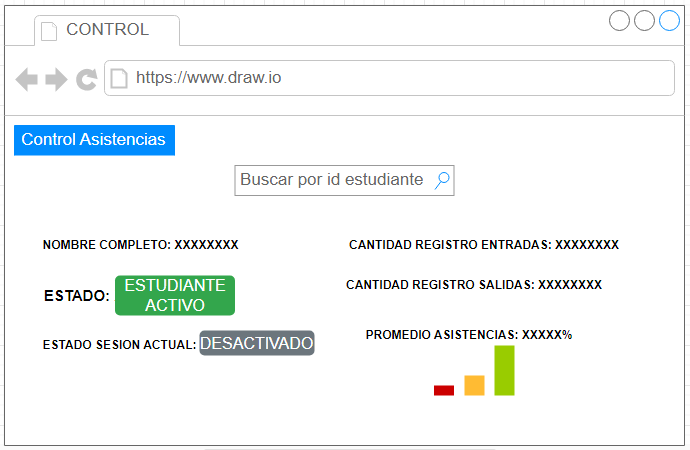 CONTROL
https://www.draw.io
Control Asistencias
Buscar por id estudiante
NOMBRE COMPLETO: XXXXXXXX
CANTIDAD REGISTRO ENTRADAS: XXXXXXXX
CANTIDAD REGISTRO SALIDAS: XXXXXXXX
ESTADO: ESTUDIANTE
ACTIVO
ESTADO SESION ACTUAL: DESACTIVADO
PROMEDIO ASISTENCIAS: XXXXX%